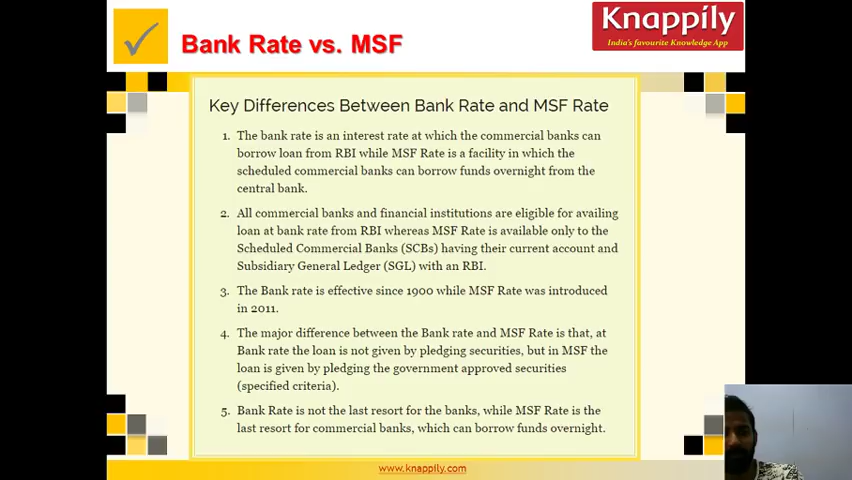 Bank Rate vs. MSF
Knappily
India's favourite Knowledge App
Key Differences Between Bank Rate and MSF Rate
1. The bank rate is an interest rate at which the commercial banks can
borrow loan from RBI while MSF Rate is a facility in which the
scheduled commercial banks can borrow funds overnight from the
central bank.
2. All commercial banks and financial institutions are eligible for availing
loan at bank rate from RBI whereas MSF Rate is available only to the
Scheduled Commercial Banks (SCBs) having their current account and
Subsidiary General Ledger (SGL) with an RBI.
3. The Bank rate is effective since 1900 while MSF Rate was introduced
in 2011.
4. The major difference between the Bank rate and MSF Rate is that, at
Bank rate the loan is not given by pledging securities, but in MSF the
loan is given by pledging the government approved securities
(specified criteria).
5. Bank Rate is not the last resort for the banks, while MSF Rate is the
last resort for commercial banks, which can borrow funds overnight.
www.knappily.com